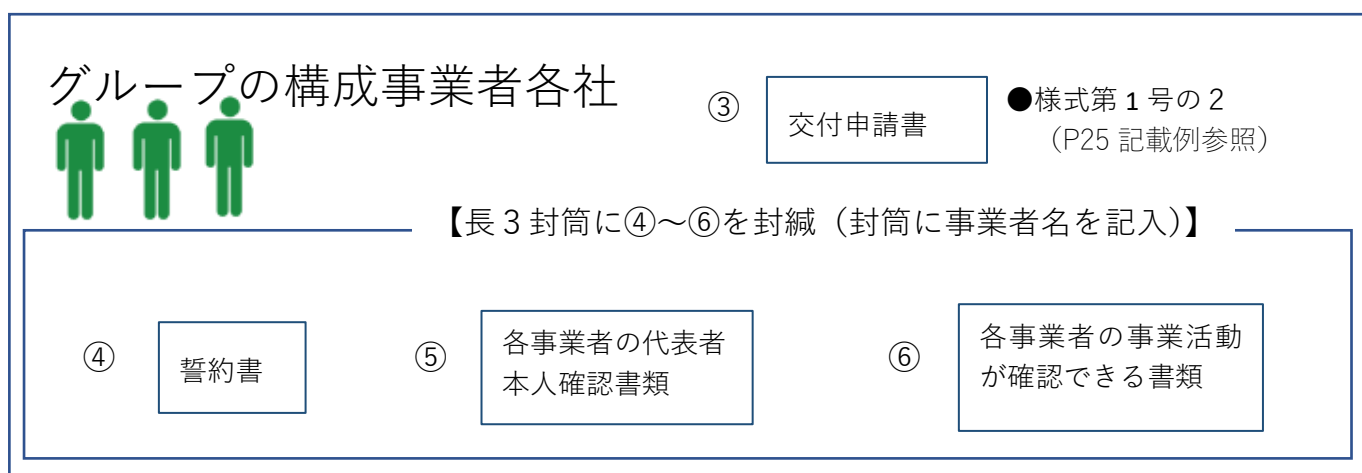 グループの構成事業者各社
③
交付申請書
●様式第1号の2
（P25 記載例参照）
【長3封筒に④～⑥を封緘（封筒に事業者名を記入）】
④
誓約書
⑤
各事業者の代表者
本人確認書類
⑥
各事業者の事業活動
が確認できる書類